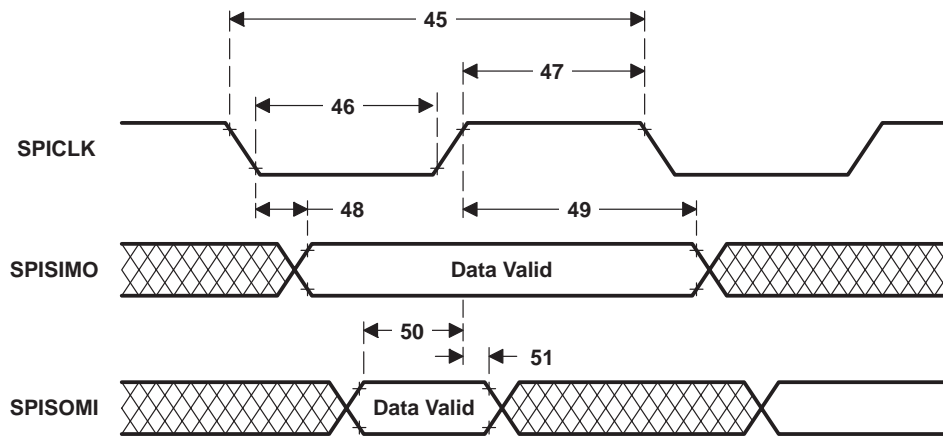 45
47
46
SPICLK
48
49
SPISIMO
Data Valid
50
51
SPISOMI
Data Valid